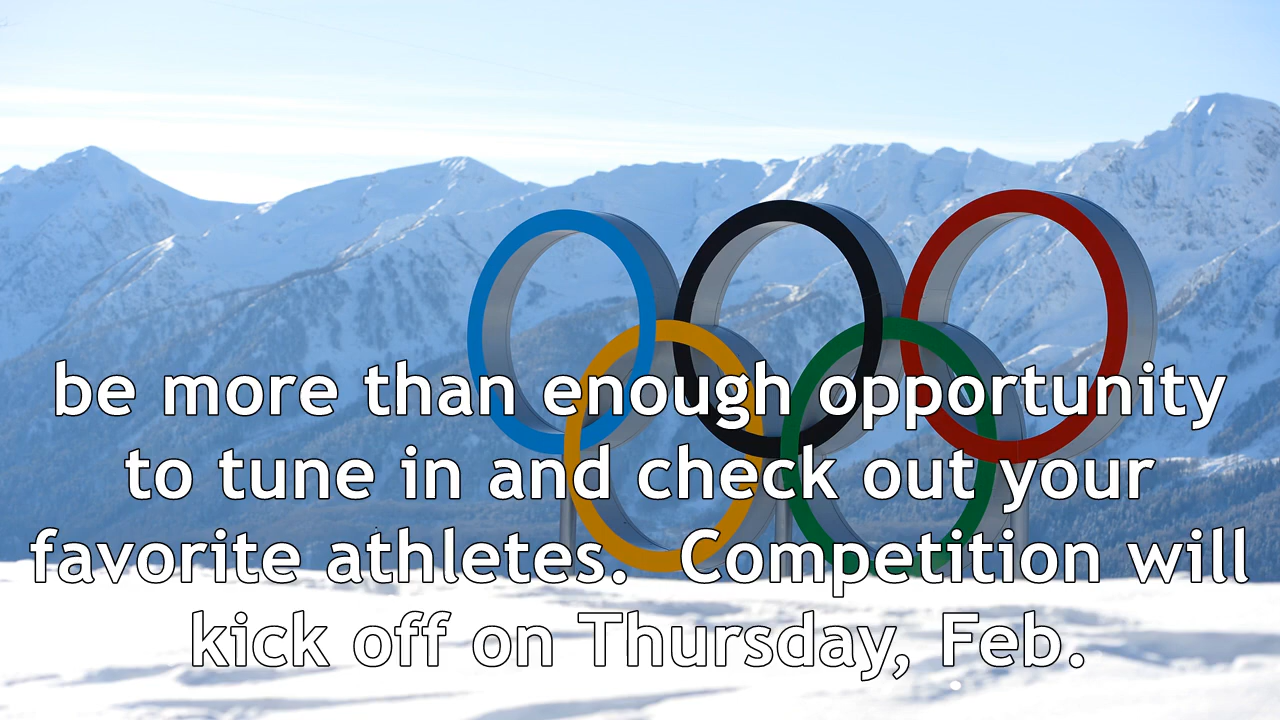 be more than enough opportunity
to tune in and check out your
favorite athletes.  Competition will
kick off on Thursday, Feb.